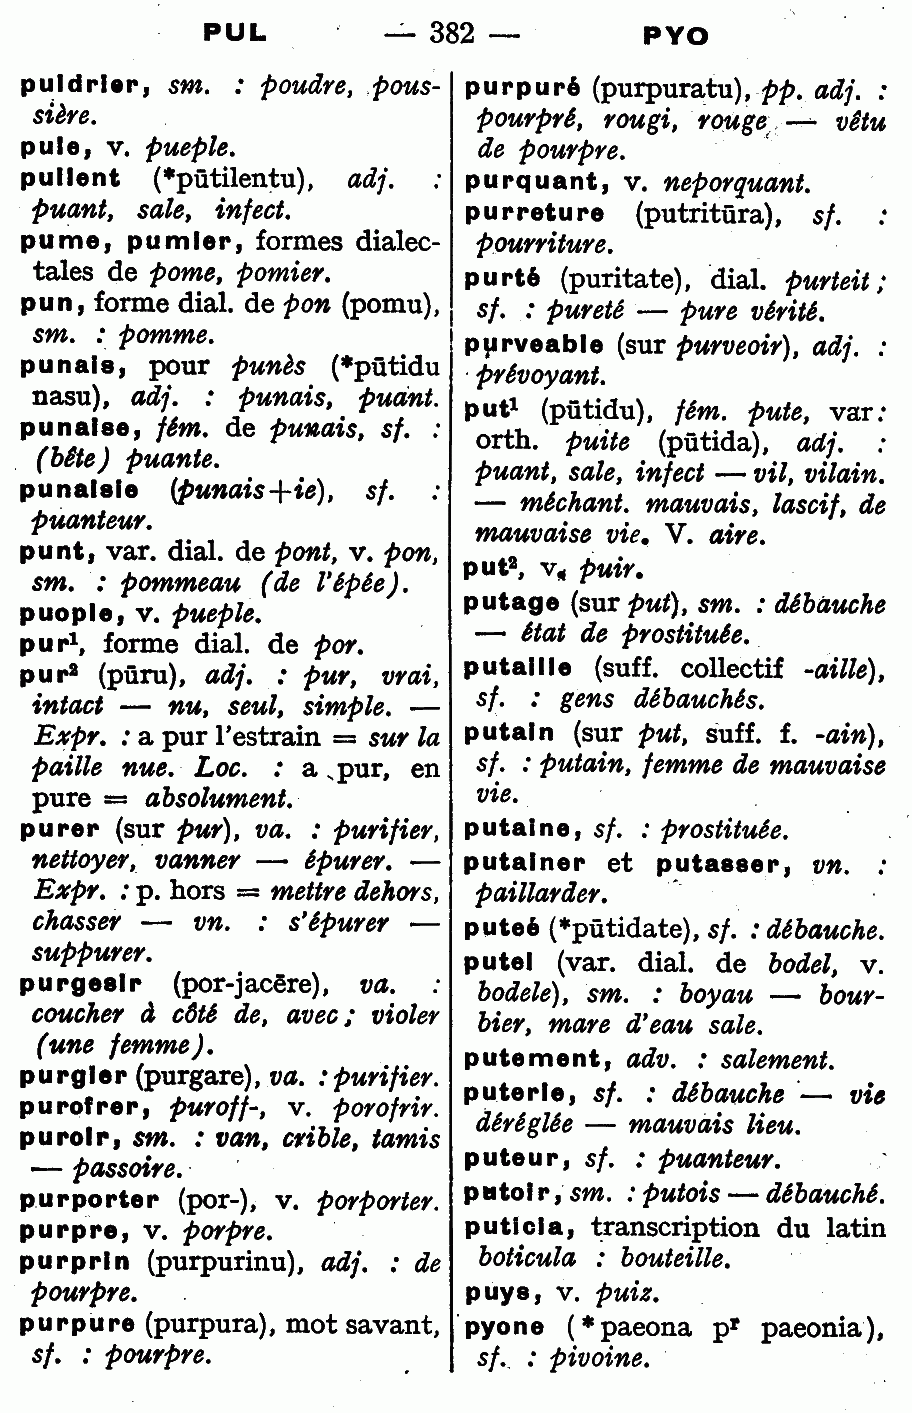 PUL — 382 — PYO
puldrier, sm. : poudre, pous-
sière.
pule, v. pueple.
pullent (*pūtilentu), adj. :
puant, sale, infect.
pume, pumier, formes dialec-
tales de pome, pomier.
pun, forme dial. de pon (pomu),
sm. : pomme.
punais, pour punès (*pūtidu
nasu), adj. : punais, puant.
punaise, fém. de punais, sf. :
(bête) puante.
punaisie (punais+ie), sf. :
puanteur.
punt, var. dial. de pont, v. pon,
sm. : pommeau (de l'épée).
puople, v. pueple.
pur¹, forme dial. de por.
pur² (pūru), adj. : pur, vrai,
intact — nu, seul, simple. —
Expr. : a pur l'estrain = sur la
paille nue. Loc. : a pur, en
pure = absolument.
purer (sur pur), va. : purifier,
nettoyer, vanner — épurer. —
Expr. : p. hors = mettre dehors,
chasser — vn. : s'épurer —
suppurer.
purgesir (por-jacēre), va. :
coucher à côté de, avec ; violer
(une femme).
purgier (purgare), va. : purifier.
purofrer, puroff-, v. porofrir.
puroir, sm. : van, crible, tamis
— passoire.
purporter (por-), v. porporter.
purpre, v. porpre.
purprin (purpurinu), adj. : de
pourpre.
purpure (purpura), mot savant,
sf. : pourpre.
purpuré (purpuratu), pp. adj. :
pourpré, rougi, rouge — vêtu
de pourpre.
purquant, v. neporquant.
purreture (putritūra), sf. :
pourriture.
purté (puritate), dial. purteit ;
sf. : pureté — pure vérité.
purveable (sur purveoir), adj. :
prévoyant.
put¹ (pūtidu), fém. pute, var.
orth. puite (pūtida), adj. :
puant, sale, infect — vil, vilain.
— méchant. mauvais, lascif, de
mauvaise vie. V. aire.
put², v. puir.
putage (sur put), sm. : débauche
— état de prostituée.
putaille (suff. collectif -aille),
sf. : gens débauchés.
putain (sur put, suff. f. -ain),
sf. : putain, femme de mauvaise
vie.
putaine, sf. : prostituée.
putainer et putasser, vn. :
paillarder.
puteé (*pūtidate), sf. : débauche.
putel (var. dial. de bodel, v.
bodele), sm. : boyau — bour-
bier, mare d'eau sale.
putement, adv. : salement.
puterie, sf. : débauche — vie
déréglée — mauvais lieu.
puteur, sf. : puanteur.
putoir, sm. : putois — débauché.
puticla, transcription du latin
boticula : bouteille.
puys, v. puiz.
pyone (*paeona pʳ paeonia),
sf. : pivoine.